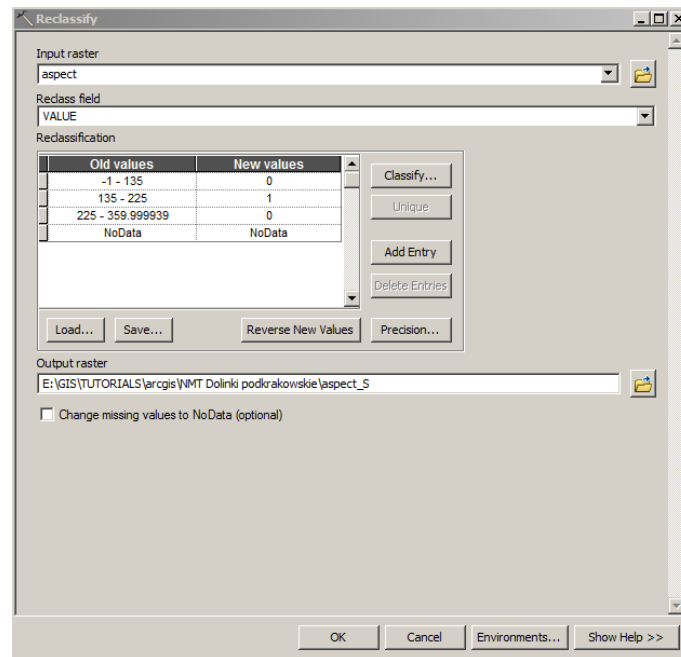 Reclassify
Input raster
aspect
Reclass field
VALUE
Reclassification
Old values New values
-1 - 135 0
135 - 225 1
225 - 359.999939 0
NoData NoData
Classify...
Unique
Add Entry
Delete Entries
Load... Save... Reverse New Values Precision...
Output raster
E:\GIS\TUTORIALS\arcgis\NMT Dolinki podkrakowskie\aspect_S
Change missing values to NoData (optional)
OK Cancel Environments... Show Help >>